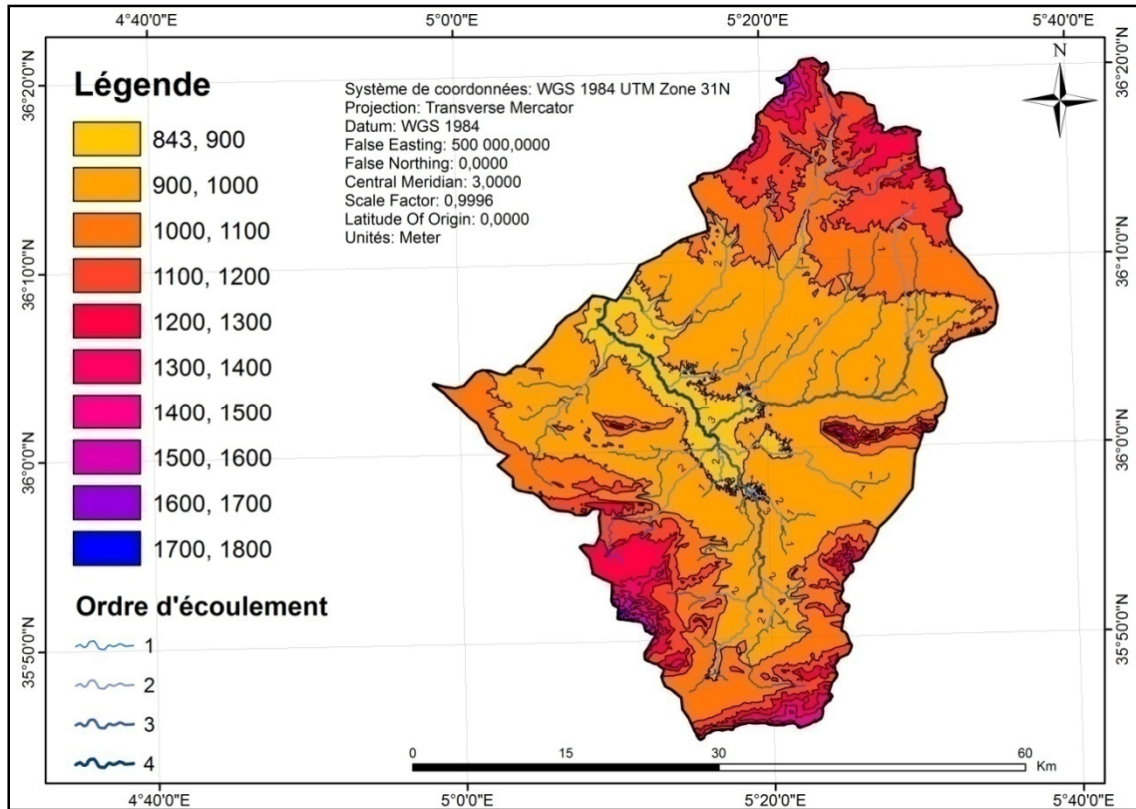 4°40'0"E 5°0'0"E 5°20'0"E 5°40'0"E
36°20'0"N
36°10'0"N
36°0'0"N
35°50'0"N
Légende
843, 900
900, 1000
1000, 1100
1100, 1200
1200, 1300
1300, 1400
1400, 1500
1500, 1600
1600, 1700
1700, 1800
Ordre d'écoulement
1
2
3
4
Système de coordonnées: WGS 1984 UTM Zone 31N
Projection: Transverse Mercator
Datum: WGS 1984
False Easting: 500 000,0000
False Northing: 0,0000
Central Meridian: 3,0000
Scale Factor: 0,9996
Latitude Of Origin: 0,0000
Unités: Meter
N
36°20'0"N
36°10'0"N
36°0'0"N
35°50'0"N
0 15 30 60
Km
4°40'0"E 5°0'0"E 5°20'0"E 5°40'0"E